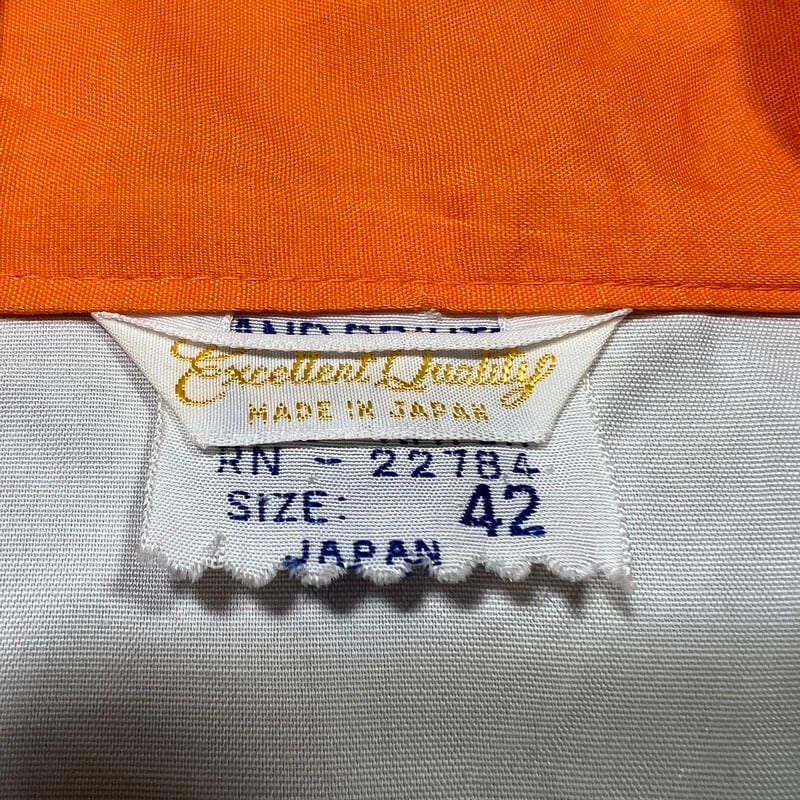 Excellent Quality
MADE IN JAPAN
RN - 22784
SIZE: 42
JAPAN